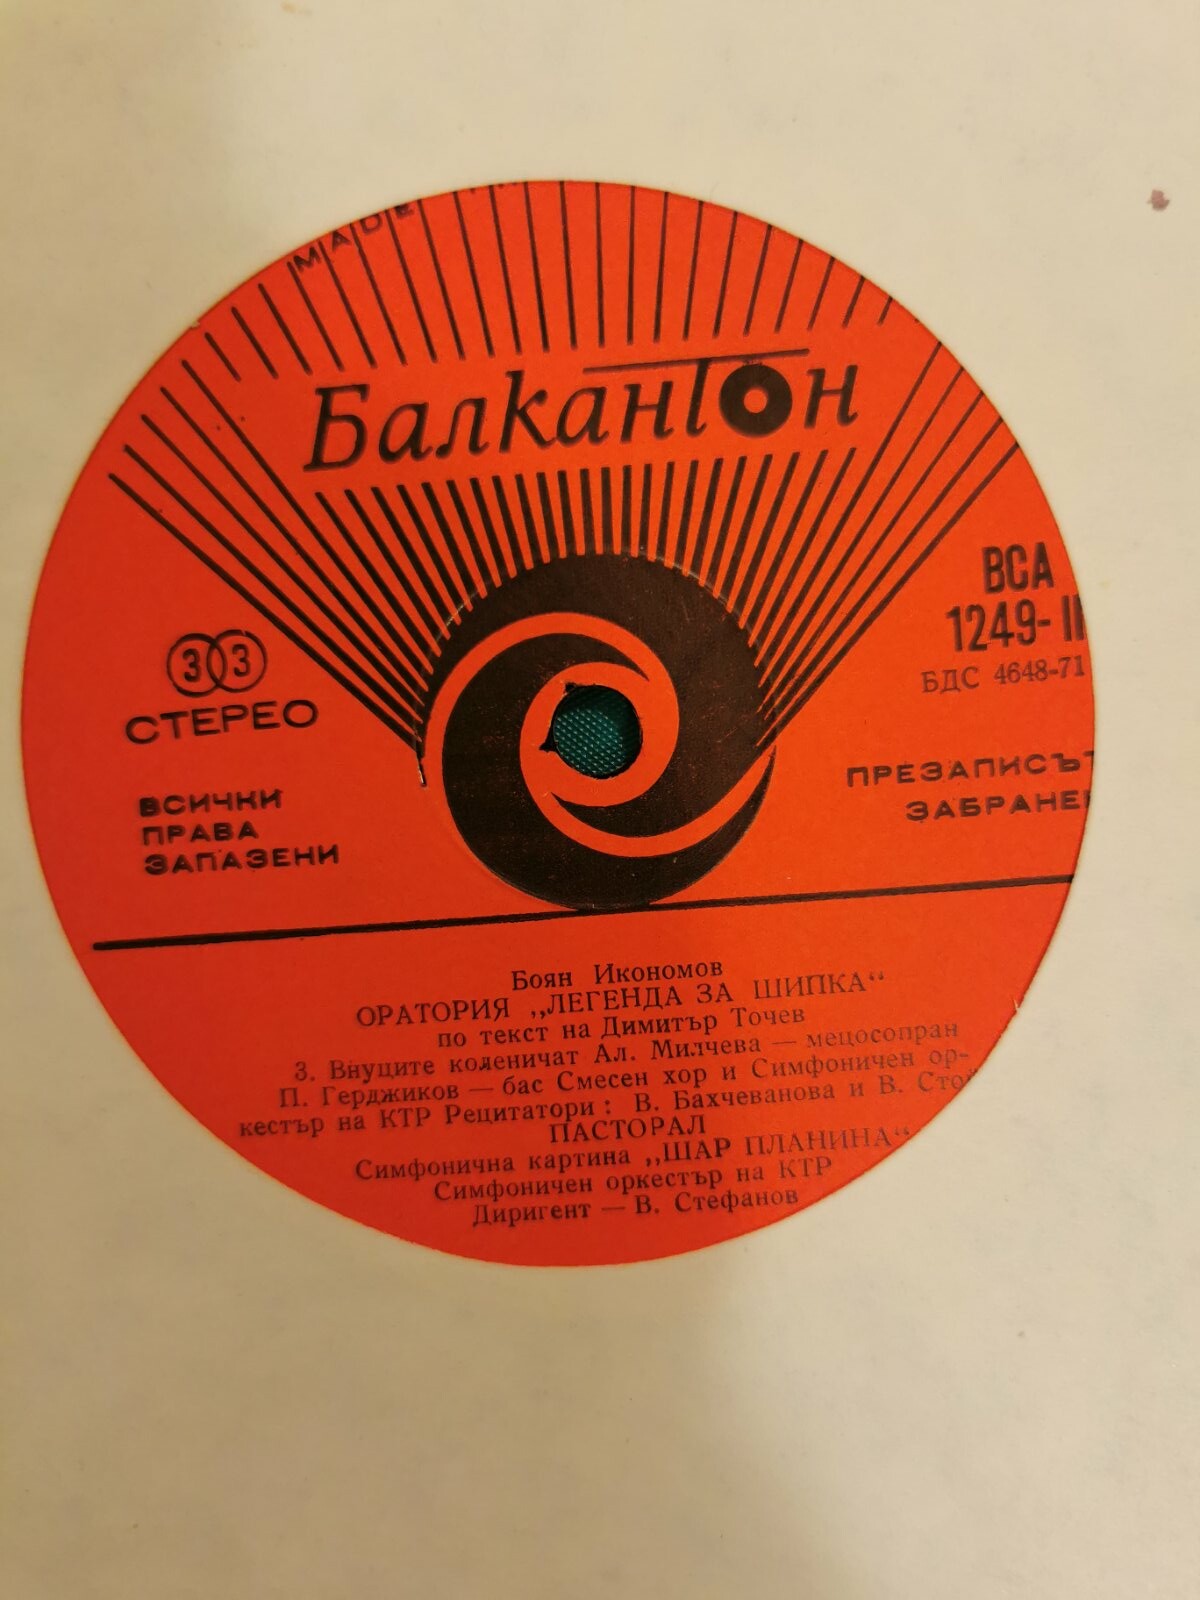 MADE
Балкантон
33
СТЕРЕО
ВСИЧКИ
ПРАВА
ЗАПАЗЕНИ
ВСА
1249- II
БДС 4648-71
ПРЕЗАПИСЪТ
ЗАБРАНЕН
Боян Икономов
ОРАТОРИЯ „ЛЕГЕНДА ЗА ШИПКА“
по текст на Димитър Точев
3. Внуците коленичат Ал. Милчева — мецосопран
П. Герджиков — бас Смесен хор и Симфоничен ор-
кестър на КТР Рецитатори: В. Бахчеванова и В.
ПАСТОРАЛ
Симфонична картина „ШАР ПЛАНИНА“
Симфоничен оркестър на КТР
Диригент — В. Стефанов